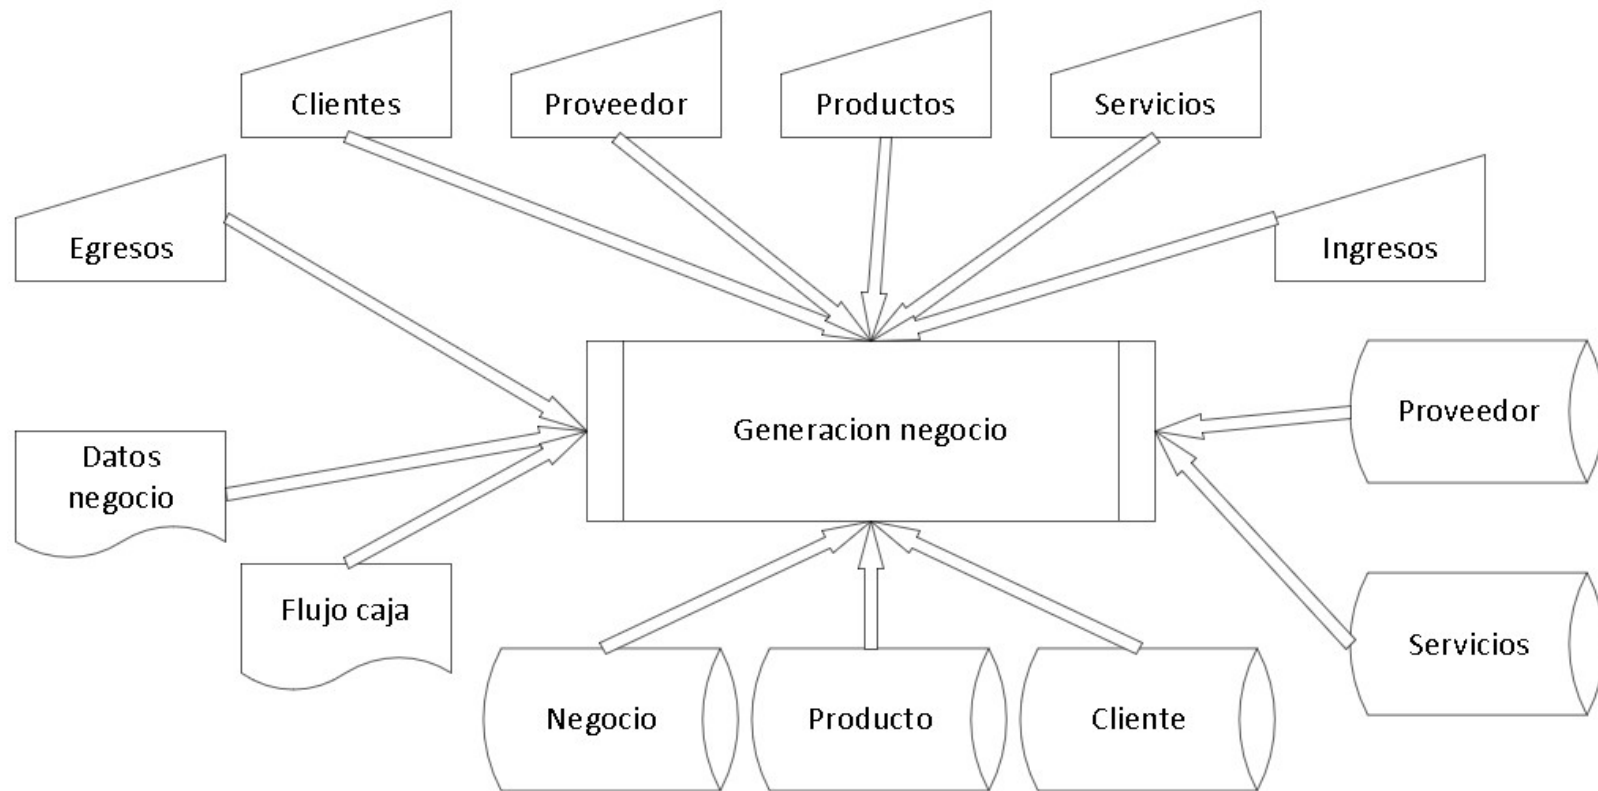 Clientes
Proveedor
Productos
Servicios
Egresos
Ingresos
Generacion negocio
Proveedor
Datos
negocio
Flujo caja
Servicios
Negocio
Producto
Cliente